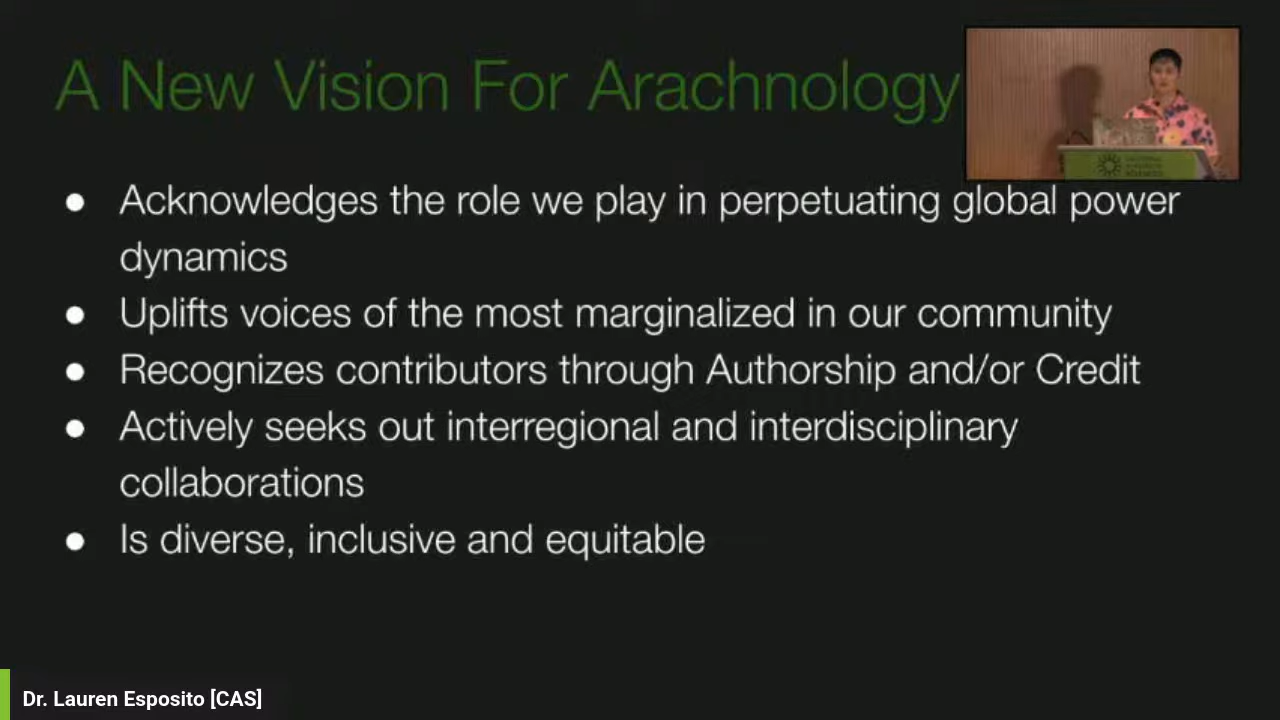 A New Vision For Arachnology
● Acknowledges the role we play in perpetuating global power
dynamics
● Uplifts voices of the most marginalized in our community
● Recognizes contributors through Authorship and/or Credit
● Actively seeks out interregional and interdisciplinary
collaborations
● Is diverse, inclusive and equitable
Dr. Lauren Esposito [CAS]